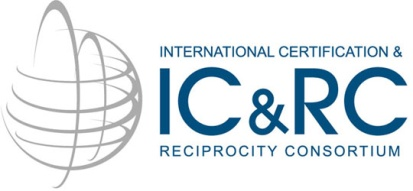 INTERNATIONAL CERTIFICATION &
IC&RC
RECIPROCITY CONSORTIUM